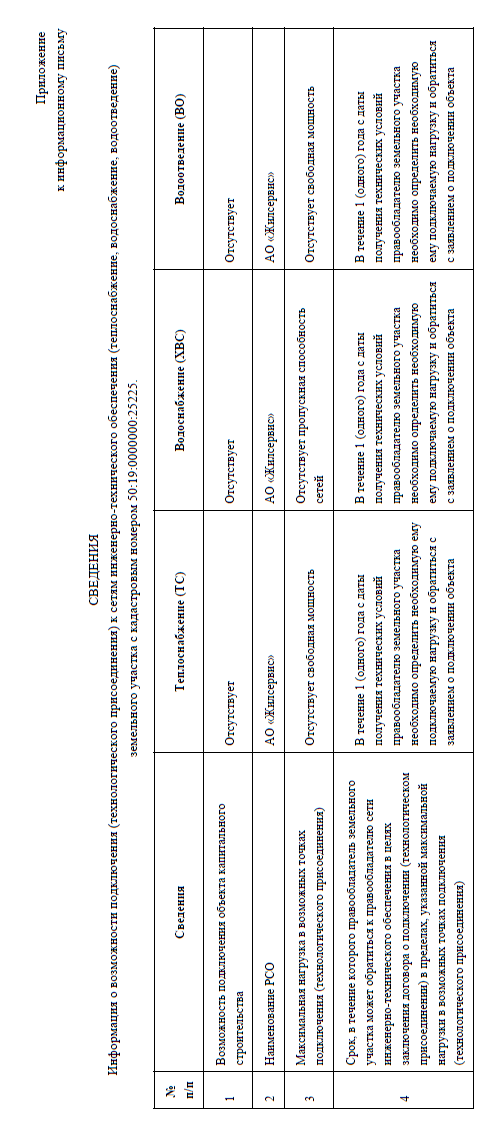 Приложение
к информационному письму
СВЕДЕНИЯ
Информация о возможности подключения (технологического присоединения) к сетям инженерно-технического обеспечения (теплоснабжение, водоснабжение, водоотведение)
земельного участка с кадастровым номером 50:19:0000000:25225.
№
п/п
Сведения
Теплоснабжение (ТС)
Водоснабжение (ХВС)
Водоотведение (ВО)
1
Возможность подключения объекта капитального
строительства
Отсутствует
Отсутствует
Отсутствует
2
Наименование РСО
АО «Жилсервис»
АО «Жилсервис»
АО «Жилсервис»
3
Максимальная нагрузка в возможных точках
подключения (технологического присоединения)
Отсутствует свободная мощность
Отсутствует пропускная способность
сетей
Отсутствует свободная мощность
4
Срок, в течение которого правообладатель земельного
участка может обратиться к правообладателю сети
инженерно-технического обеспечения в целях
заключения договора о подключении (технологическом
присоединении) в пределах, указанной максимальной
нагрузки в возможных точках подключения
(технологического присоединения)
В течение 1 (одного) года с даты
получения технических условий
правообладателю земельного участка
необходимо определить необходимую ему
подключаемую нагрузку и обратиться с
заявлением о подключении объекта
В течение 1 (одного) года с даты
получения технических условий
правообладателю земельного участка
необходимо определить необходимую
ему подключаемую нагрузку и обратиться
с заявлением о подключении объекта
В течение 1 (одного) года с даты
получения технических условий
правообладателю земельного участка
необходимо определить необходимую
ему подключаемую нагрузку и обратиться
с заявлением о подключении объекта